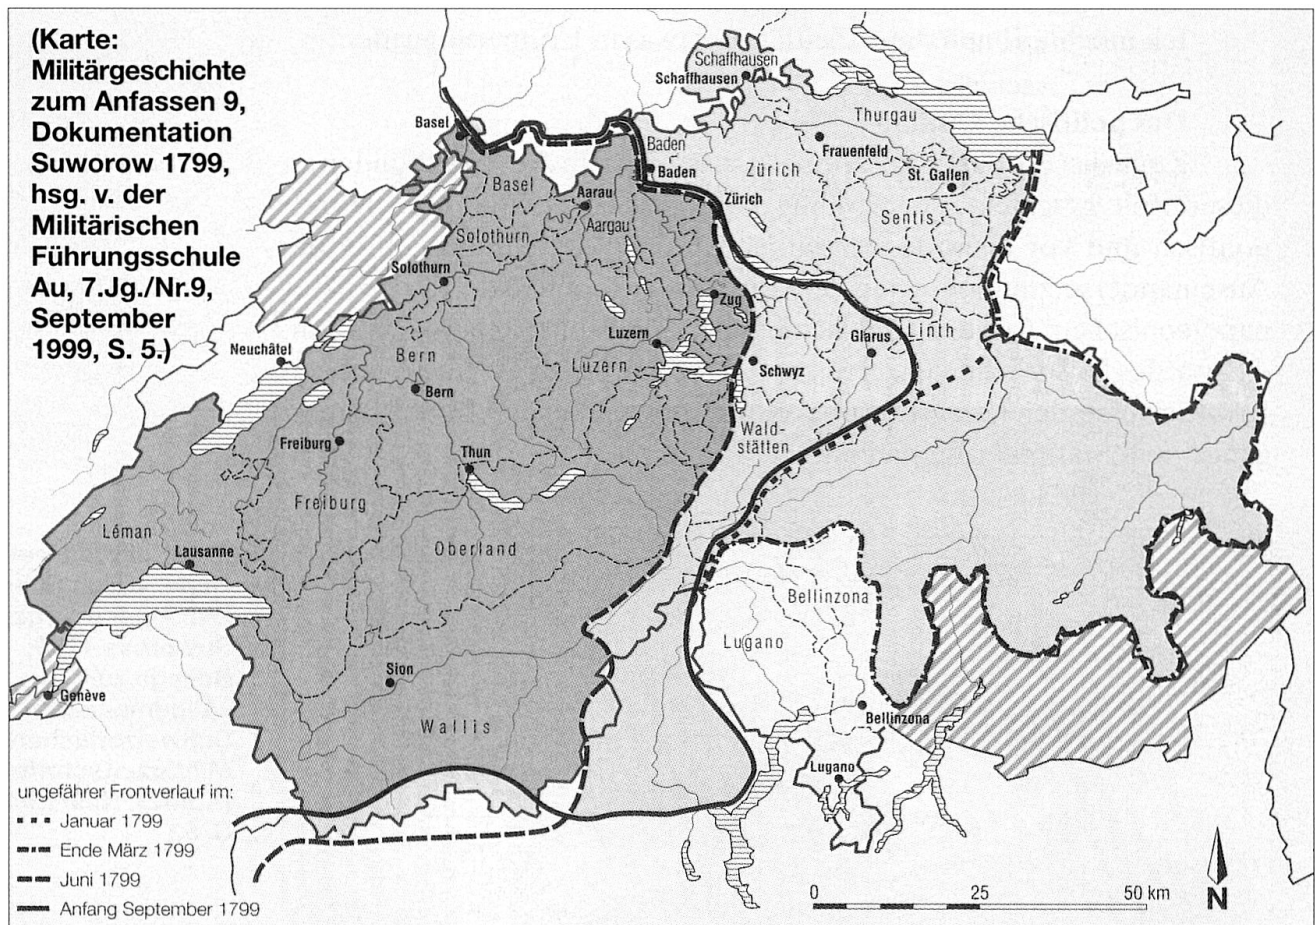 (Karte:
Militärgeschichte
zum Anfassen 9,
Dokumentation
Suworow 1799,
hsg. v. der
Militärischen
Führungsschule
Au, 7.Jg./Nr.9,
September
1999, S. 5.)
Schaffhausen
Schaffhausen
Thurgau
Basel
Baden
Frauenfeld
Baden
Zürich
St. Gallen
Basel
Aarau
Zürich
Sentis
Aargau
Solothurn
Solothurn
Zug
Linth
Neuchâtel
Luzern
Glarus
Bern
Luzern
Schwyz
Bern
Wald-
stätten
Freiburg
Thun
Freiburg
Léman
Oberland
Lausanne
Bellinzona
Lugano
Sion
Genève
Wallis
Bellinzona
Lugano
ungefährer Frontverlauf im:
Januar 1799
Ende März 1799
Juni 1799
Anfang September 1799
0 25 50 km
N